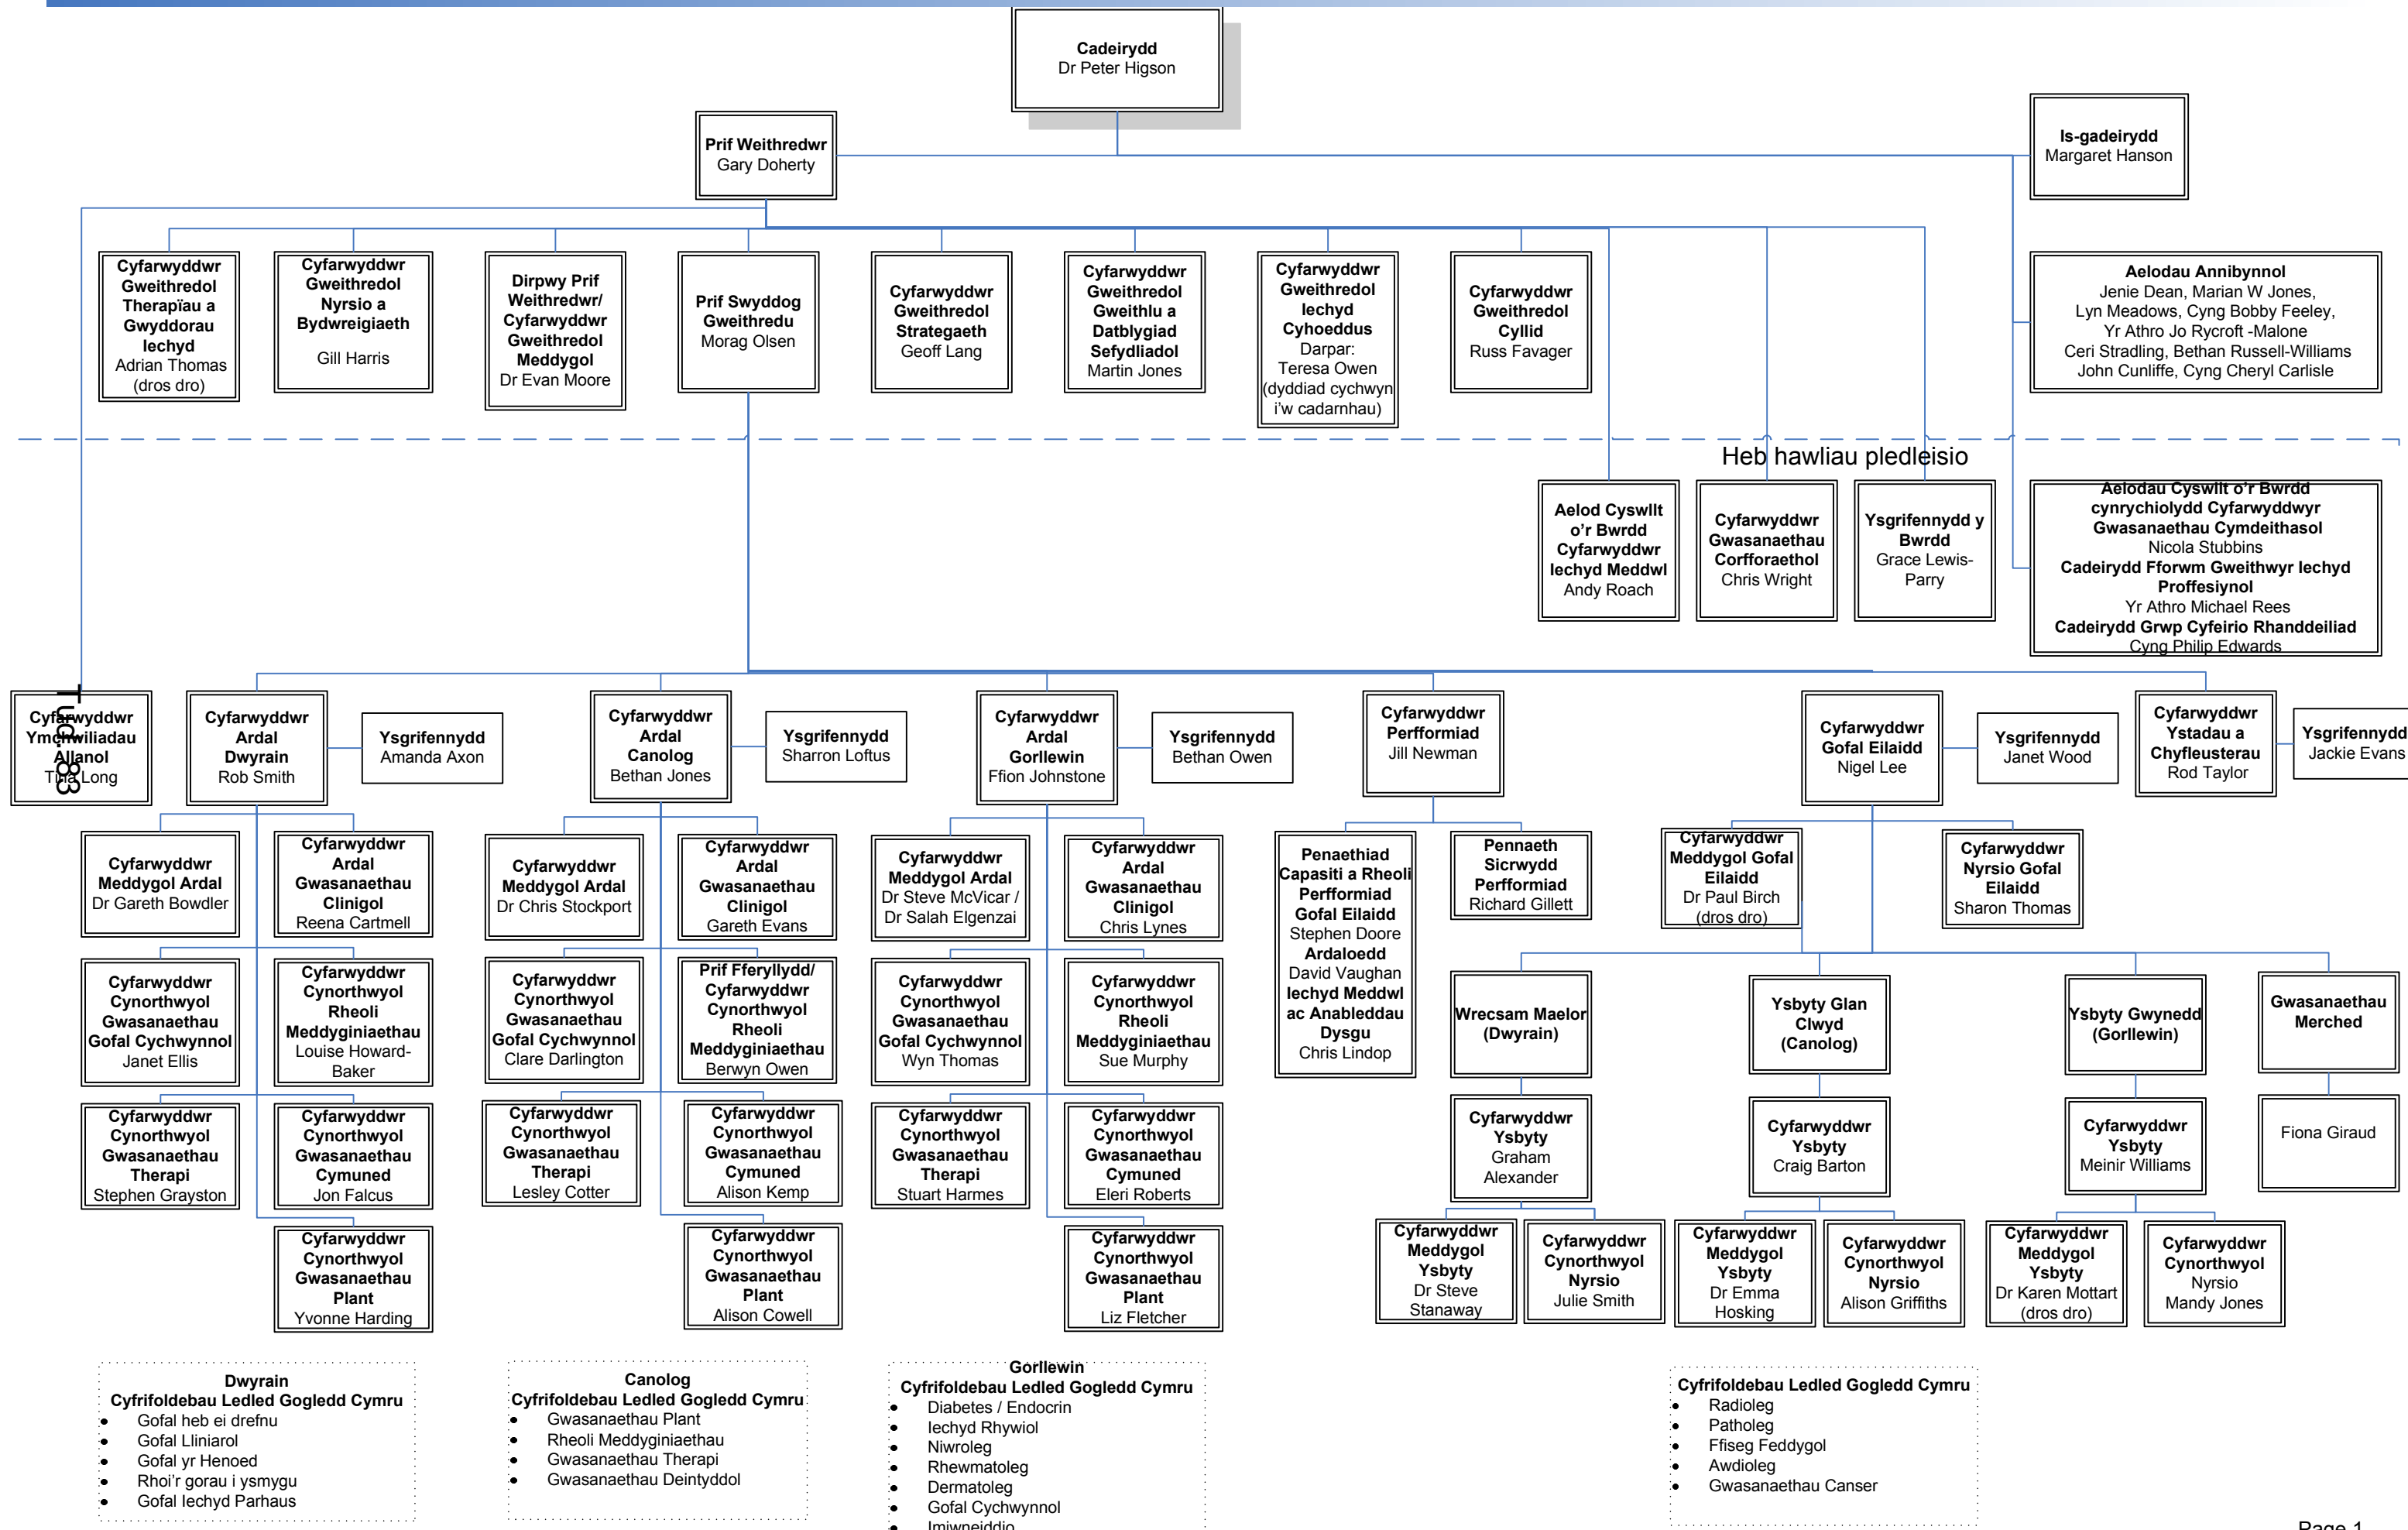 Cadeirydd
Dr Peter Higson
Prif Weithredwr
Gary Doherty
Is-gadeirydd
Margaret Hanson
Cyfarwyddwr
Gweithredol
Therapïau a
Gwyddorau
Iechyd
Adrian Thomas
(dros dro)
Cyfarwyddwr
Gweithredol
Nyrsio a
Bydwreigiaeth
Gill Harris
Dirpwy Prif
Weithredwr/
Cyfarwyddwr
Gweithredol
Meddygol
Dr Evan Moore
Prif Swyddog
Gweithredu
Morag Olsen
Cyfarwyddwr
Gweithredol
Strategaeth
Geoff Lang
Cyfarwyddwr
Gweithredol
Gweithlu a
Datblygiad
Sefydliadol
Martin Jones
Cyfarwyddwr
Gweithredol
Iechyd
Cyhoeddus
Darpar:
Teresa Owen
(dyddiad cychwyn
i'w cadarnhau)
Cyfarwyddwr
Gweithredol
Cyllid
Russ Favager
Aelodau Annibynnol
Jenie Dean, Marian W Jones,
Lyn Meadows, Cyng Bobby Feeley,
Yr Athro Jo Rycroft -Malone
Ceri Stradling, Bethan Russell-Williams
John Cunliffe, Cyng Cheryl Carlisle
Heb hawliau pledleisio
Aelod Cyswllt
o'r Bwrdd
Cyfarwyddwr
Iechyd Meddwl
Andy Roach
Cyfarwyddwr
Gwasanaethau
Corfforaethol
Chris Wright
Ysgrifennydd y
Bwrdd
Grace Lewis-
Parry
Aelodau Cyswllt o'r Bwrdd
cynrychiolydd Cyfarwyddwyr
Gwasanaethau Cymdeithasol
Nicola Stubbins
Cadeirydd Fforwm Gweithwyr Iechyd
Proffesiynol
Yr Athro Michael Rees
Cadeirydd Grwp Cyfeirio Rhanddeiliad
Cyng Philip Edwards
Tud. 83
Cyfarwyddwr
Ymchwiliadau
Allanol
Tina Long
Cyfarwyddwr
Ardal
Dwyrain
Rob Smith
Ysgrifennydd
Amanda Axon
Cyfarwyddwr
Ardal
Canolog
Bethan Jones
Ysgrifennydd
Sharron Loftus
Cyfarwyddwr
Ardal
Gorllewin
Ffion Johnstone
Ysgrifennydd
Bethan Owen
Cyfarwyddwr
Perfformiad
Jill Newman
Cyfarwyddwr
Gofal Eilaidd
Nigel Lee
Ysgrifennydd
Janet Wood
Cyfarwyddwr
Ystadau a
Chyfleusterau
Rod Taylor
Ysgrifennydd
Jackie Evans
Cyfarwyddwr
Meddygol Ardal
Dr Gareth Bowdler
Cyfarwyddwr
Ardal
Gwasanaethau
Clinigol
Reena Cartmell
Cyfarwyddwr
Meddygol Ardal
Dr Chris Stockport
Cyfarwyddwr
Ardal
Gwasanaethau
Clinigol
Gareth Evans
Cyfarwyddwr
Meddygol Ardal
Dr Steve McVicar /
Dr Salah Elgenzai
Cyfarwyddwr
Ardal
Gwasanaethau
Clinigol
Chris Lynes
Penaethiad
Capasiti a Rheoli
Perfformiad
Gofal Eilaidd
Stephen Doore
Ardaloedd
David Vaughan
Iechyd Meddwl
ac Anableddau
Dysgu
Chris Lindop
Pennaeth
Sicrwydd
Perfformiad
Richard Gillett
Cyfarwyddwr
Meddygol Gofal
Eilaidd
Dr Paul Birch
(dros dro)
Cyfarwyddwr
Nyrsio Gofal
Eilaidd
Sharon Thomas
Cyfarwyddwr
Cynorthwyol
Gwasanaethau
Gofal Cychwynnol
Janet Ellis
Cyfarwyddwr
Cynorthwyol
Rheoli
Meddyginiaethau
Louise Howard-
Baker
Cyfarwyddwr
Cynorthwyol
Gwasanaethau
Gofal Cychwynnol
Clare Darlington
Prif Fferyllydd/
Cyfarwyddwr
Cynorthwyol
Rheoli
Meddyginiaethau
Berwyn Owen
Cyfarwyddwr
Cynorthwyol
Gwasanaethau
Gofal Cychwynnol
Wyn Thomas
Cyfarwyddwr
Cynorthwyol
Rheoli
Meddyginiaethau
Sue Murphy
Wrecsam Maelor
(Dwyrain)
Ysbyty Glan
Clwyd
(Canolog)
Ysbyty Gwynedd
(Gorllewin)
Gwasanaethau
Merched
Cyfarwyddwr
Cynorthwyol
Gwasanaethau
Therapi
Stephen Grayston
Cyfarwyddwr
Cynorthwyol
Gwasanaethau
Cymuned
Jon Falcus
Cyfarwyddwr
Cynorthwyol
Gwasanaethau
Therapi
Lesley Cotter
Cyfarwyddwr
Cynorthwyol
Gwasanaethau
Cymuned
Alison Kemp
Cyfarwyddwr
Cynorthwyol
Gwasanaethau
Therapi
Stuart Harmes
Cyfarwyddwr
Cynorthwyol
Gwasanaethau
Cymuned
Eleri Roberts
Cyfarwyddwr
Ysbyty
Graham
Alexander
Cyfarwyddwr
Ysbyty
Craig Barton
Cyfarwyddwr
Ysbyty
Meinir Williams
Fiona Giraud
Cyfarwyddwr
Cynorthwyol
Gwasanaethau
Plant
Yvonne Harding
Cyfarwyddwr
Cynorthwyol
Gwasanaethau
Plant
Alison Cowell
Cyfarwyddwr
Cynorthwyol
Gwasanaethau
Plant
Liz Fletcher
Cyfarwyddwr
Meddygol
Ysbyty
Dr Steve
Stanaway
Cyfarwyddwr
Cynorthwyol
Nyrsio
Julie Smith
Cyfarwyddwr
Meddygol
Ysbyty
Dr Emma
Hosking
Cyfarwyddwr
Cynorthwyol
Nyrsio
Alison Griffiths
Cyfarwyddwr
Meddygol
Ysbyty
Dr Karen Mottart
(dros dro)
Cyfarwyddwr
Cynorthwyol
Nyrsio
Mandy Jones
Dwyrain
Cyfrifoldebau Ledled Gogledd Cymru
• Gofal heb ei drefnu
• Gofal Lliniarol
• Gofal yr Henoed
• Rhoi'r gorau i ysmygu
• Gofal Iechyd Parhaus
Canolog
Cyfrifoldebau Ledled Gogledd Cymru
• Gwasanaethau Plant
• Rheoli Meddyginiaethau
• Gwasanaethau Therapi
• Gwasanaethau Deintyddol
Gorllewin
Cyfrifoldebau Ledled Gogledd Cymru
• Diabetes / Endocrin
• Iechyd Rhywiol
• Niwroleg
• Rhewmatoleg
• Dermatoleg
• Gofal Cychwynnol
• Imiwneiddio
Cyfrifoldebau Ledled Gogledd Cymru
• Radioleg
• Patholeg
• Ffiseg Feddygol
• Awdioleg
• Gwasanaethau Canser
Page 1